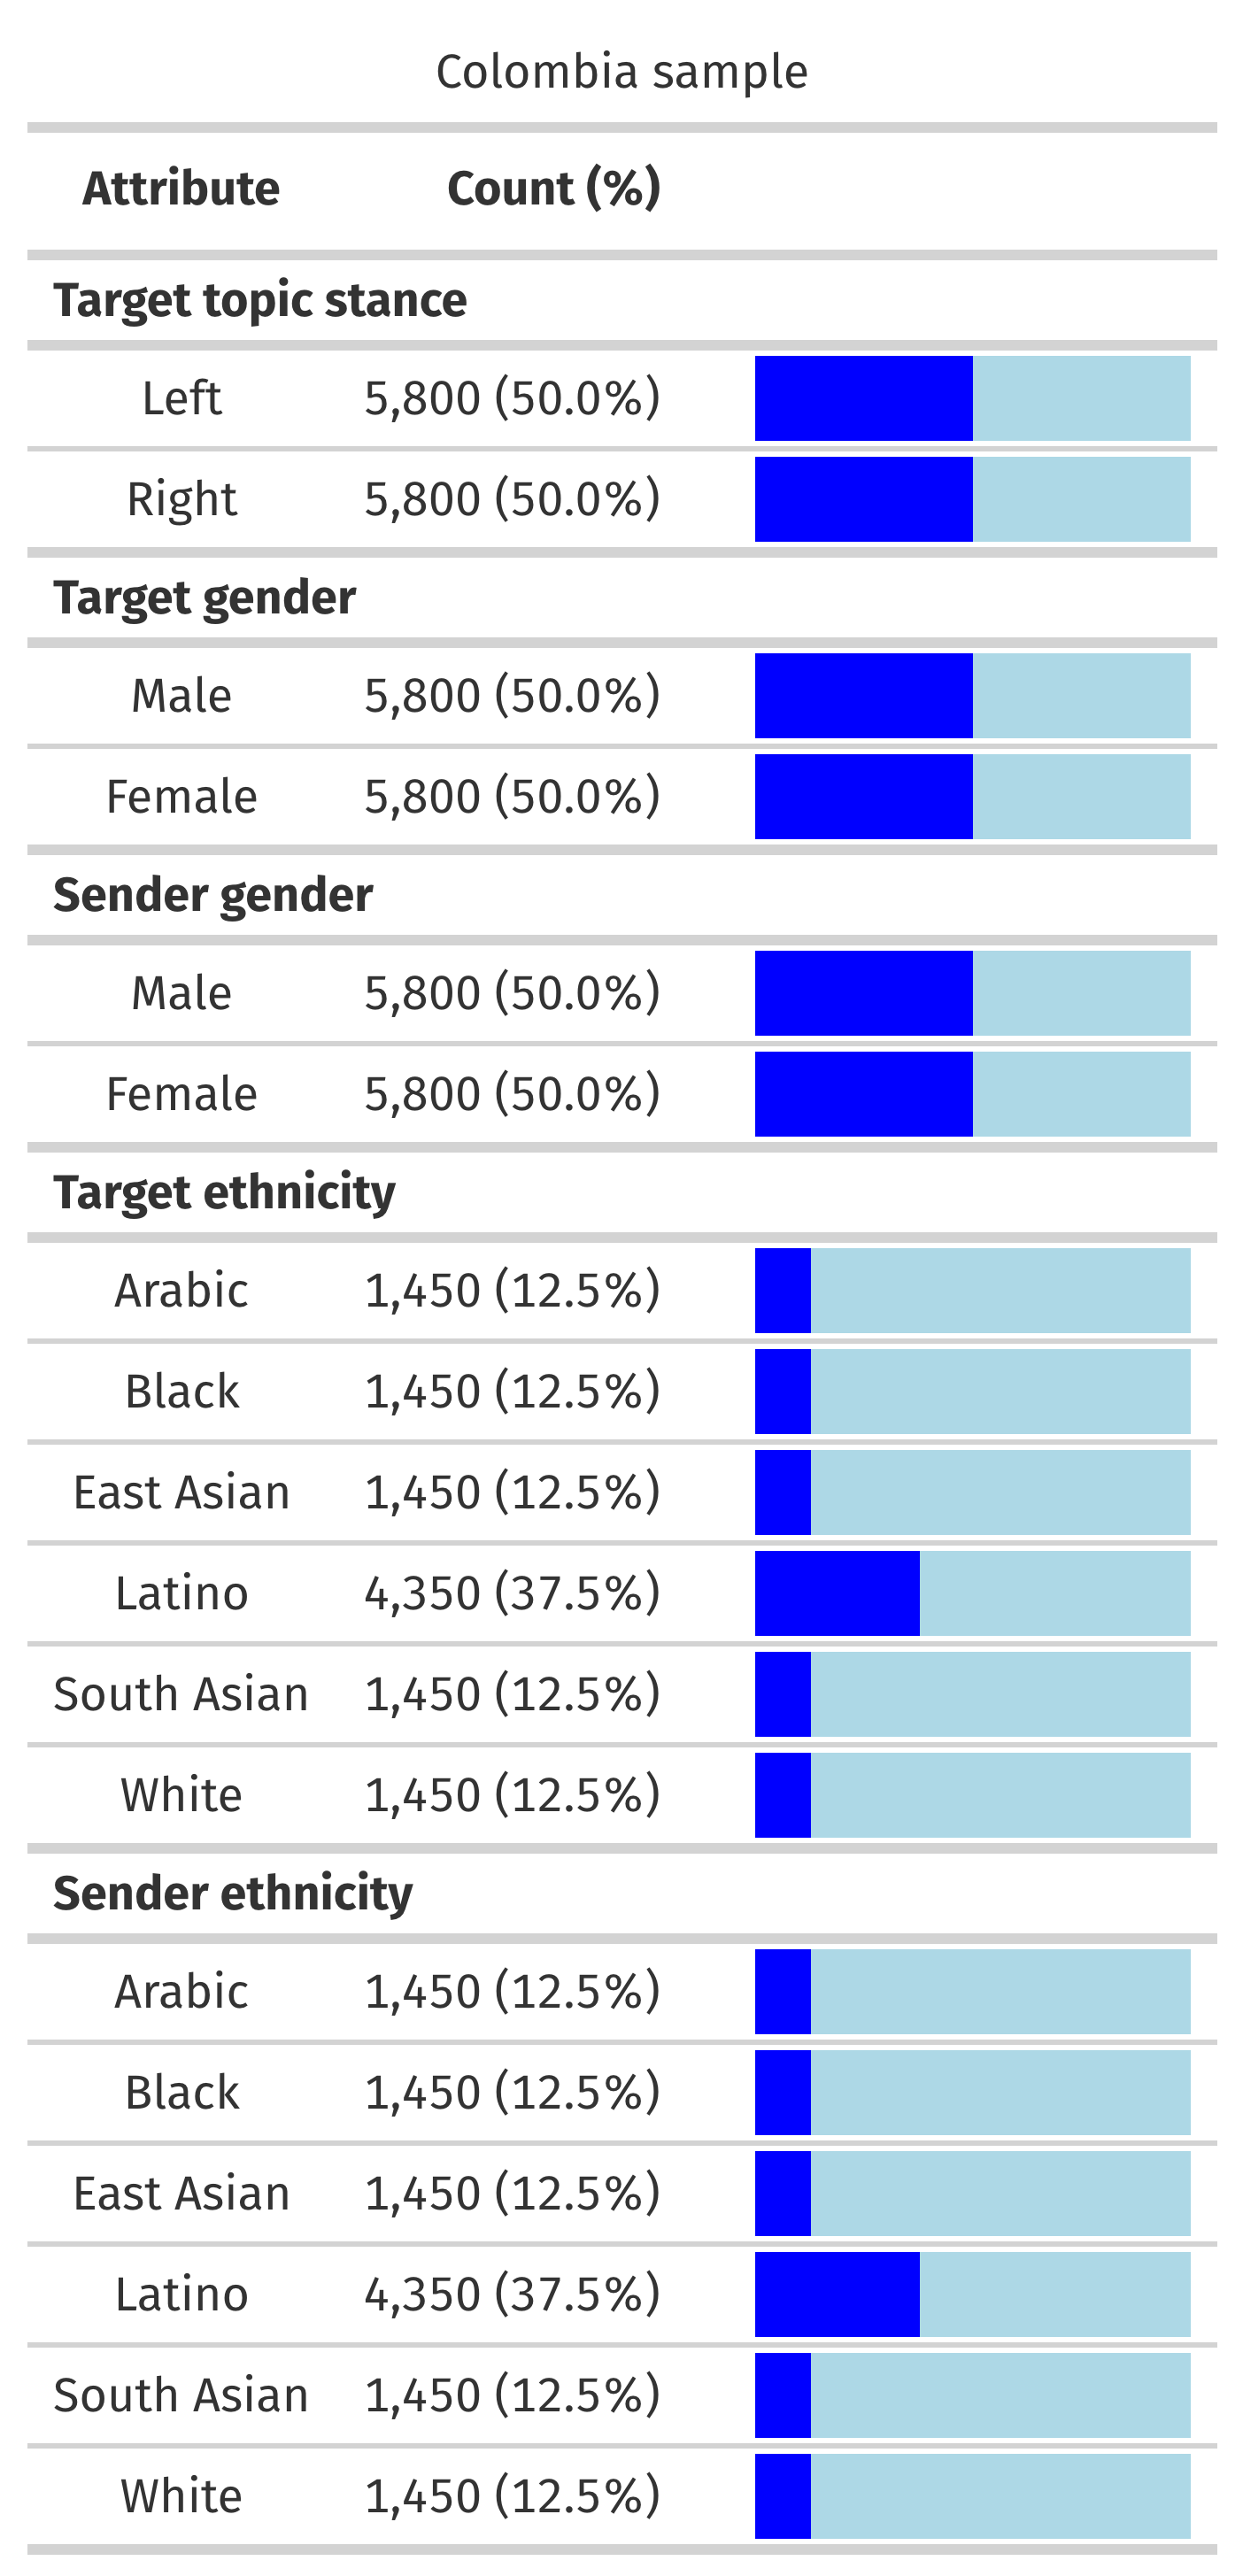 Colombia sample
Attribute Count (%)
Target topic stance
Left 5,800 (50.0%)
Right 5,800 (50.0%)
Target gender
Male 5,800 (50.0%)
Female 5,800 (50.0%)
Sender gender
Male 5,800 (50.0%)
Female 5,800 (50.0%)
Target ethnicity
Arabic 1,450 (12.5%)
Black 1,450 (12.5%)
East Asian 1,450 (12.5%)
Latino 4,350 (37.5%)
South Asian 1,450 (12.5%)
White 1,450 (12.5%)
Sender ethnicity
Arabic 1,450 (12.5%)
Black 1,450 (12.5%)
East Asian 1,450 (12.5%)
Latino 4,350 (37.5%)
South Asian 1,450 (12.5%)
White 1,450 (12.5%)